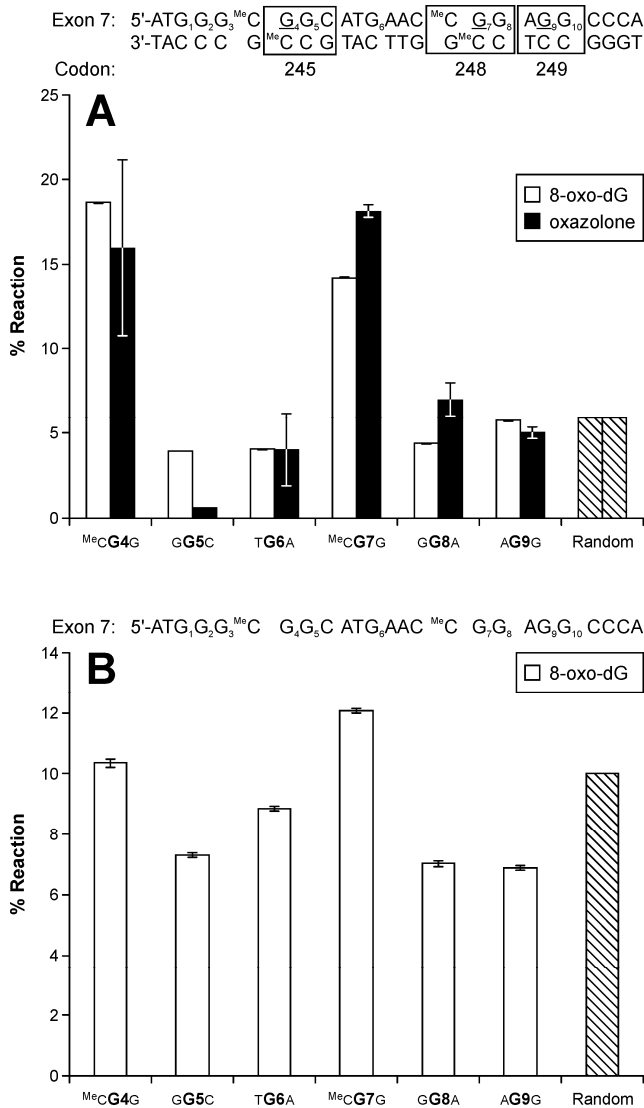 Exon 7: 5'-ATG₁G₂G₃ᴹᵉC G₄G₅C ATG₆AAC ᴹᵉC G₇G₈ AG₉G₁₀ CCCA
3'-TAC C C G ᴹᵉC C G TAC TTG GᴹᵉC C TC C GGGT
Codon: 245 248 249
A
25
20
15
10
5
0
% Reaction
8-oxo-dG
oxazolone
ᴹᵉCG4G GG5C TG6A ᴹᵉCG7G GG8A AG9G Random
Exon 7: 5'-ATG₁G₂G₃ᴹᵉC G₄G₅C ATG₆AAC ᴹᵉC G₇G₈ AG₉G₁₀ CCCA
B
14
12
10
8
6
4
2
0
% Reaction
8-oxo-dG
ᴹᵉCG4G GG5C TG6A ᴹᵉCG7G GG8A AG9G Random